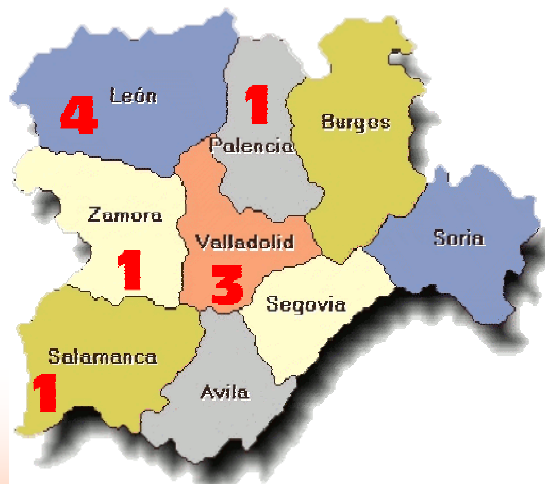 León
4
1
Burgos
Palencia
Zamora
1
Valladolid
3
Soria
Segovia
Salamanca
1
Avila